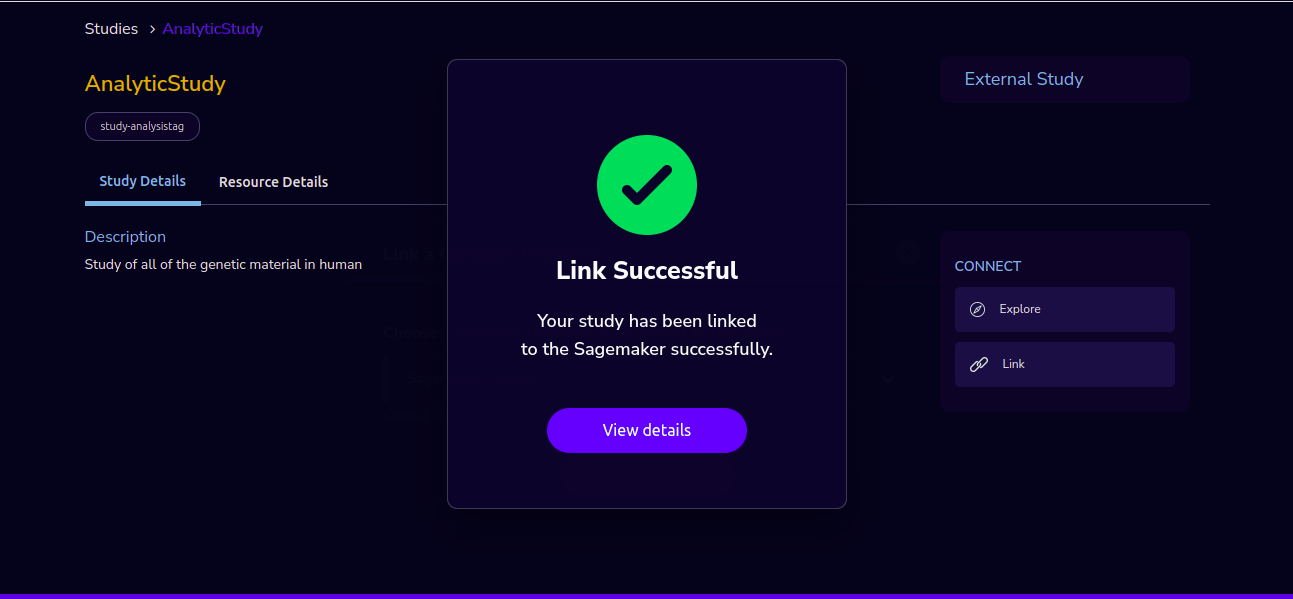 Studies > AnalyticStudy
AnalyticStudy
External Study
study-analysistag
Study Details
Resource Details
Description
Study of all of the genetic material in human
Link Successful
Your study has been linked
to the Sagemaker successfully.
View details
CONNECT
Explore
Link